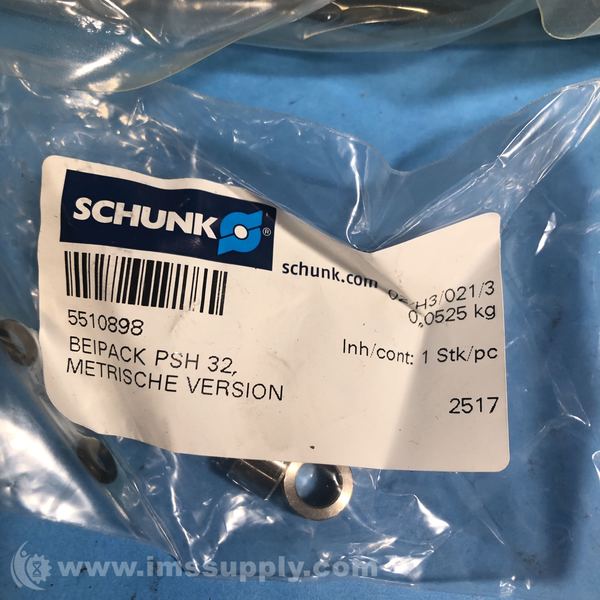 SCHUNK ®
schunk.com
H3/021/3
0,0525 kg
5510898
BEIPACK PSH 32,
METRISCHE VERSION
Inh/cont: 1 Stk/pc
2517
www.imssupply.com